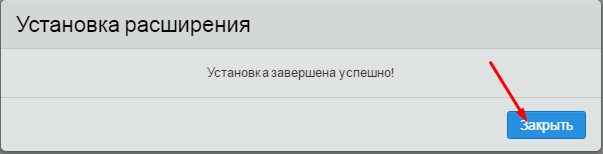 Установка расширения
Установка завершена успешно!
Закрыть